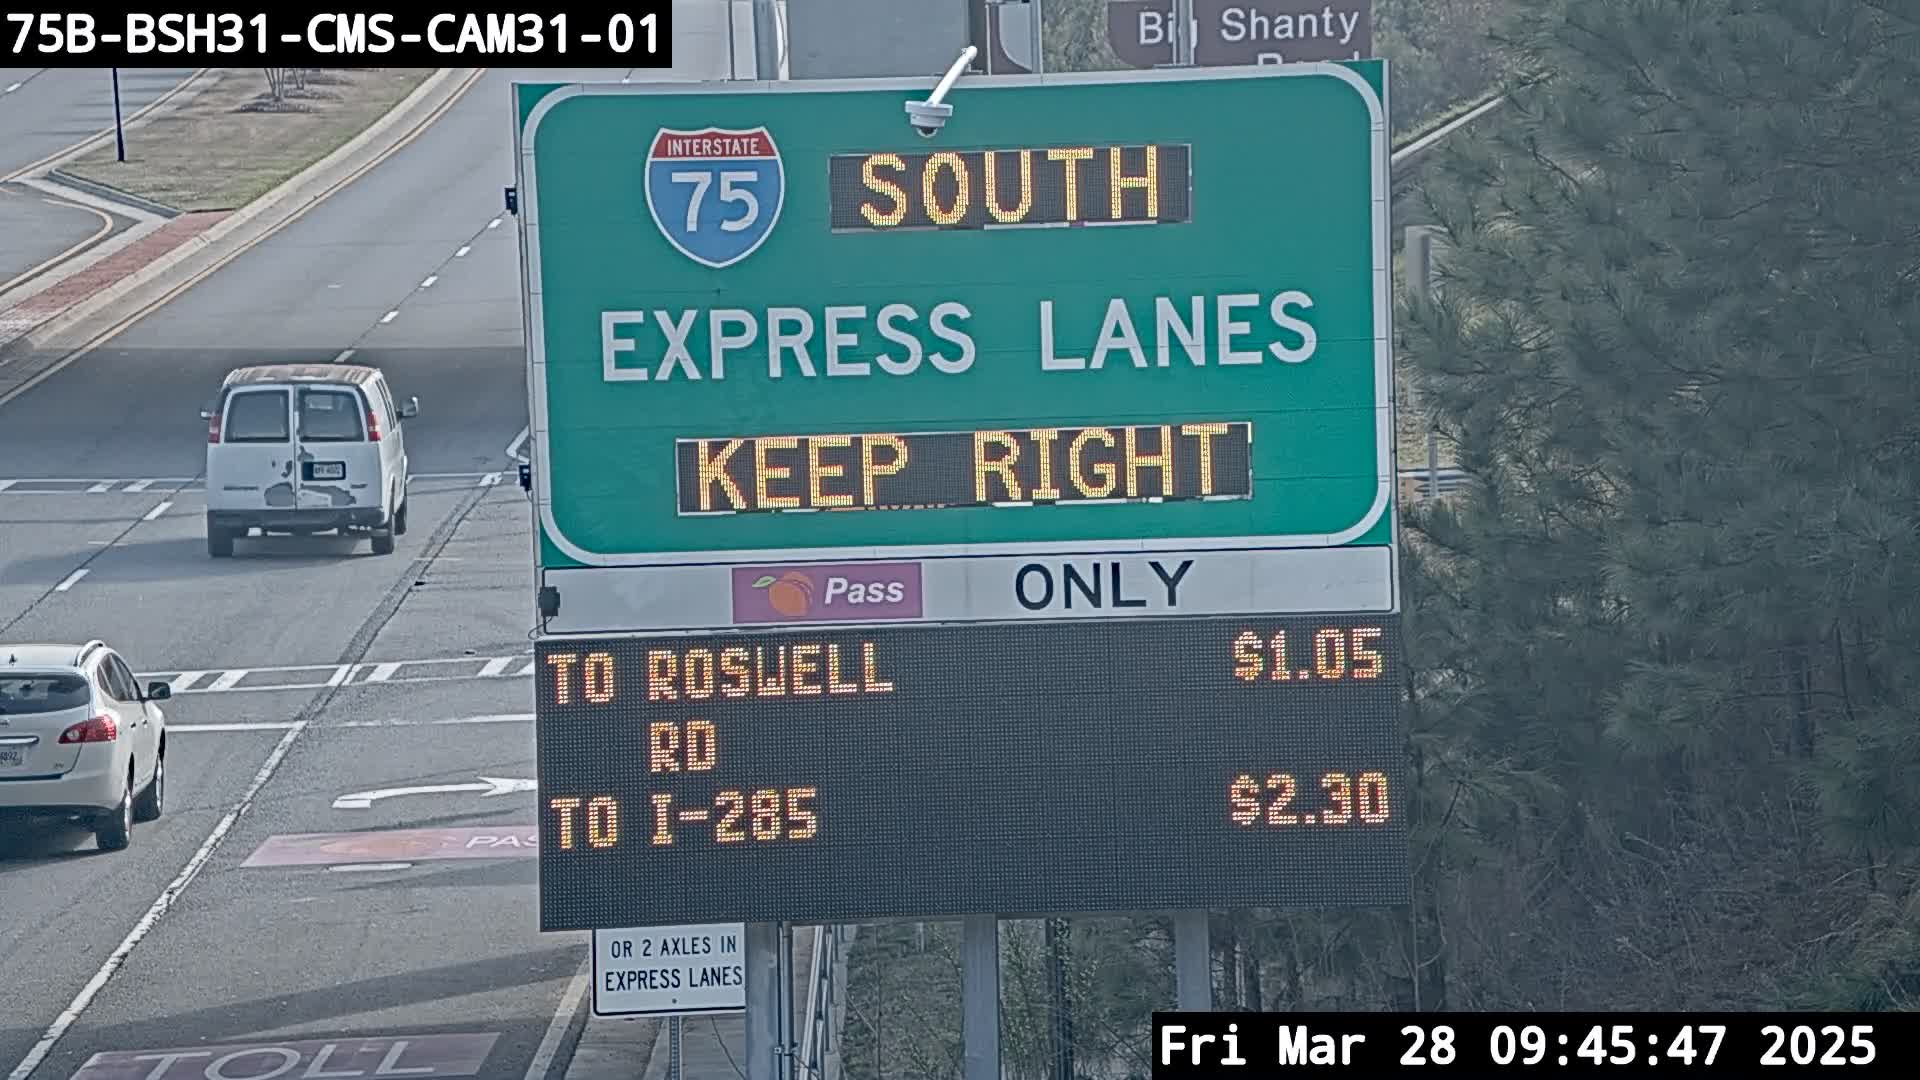 75B-BSH31-CMS-CAM31-01
Big Shanty
Road
INTERSTATE
75
SOUTH
EXPRESS LANES
KEEP RIGHT
Pass ONLY
TO ROSWELL $1.05
RD
TO I-285 $2.30
OR 2 AXLES IN
EXPRESS LANES
PAS
TOLL
Fri Mar 28 09:45:47 2025